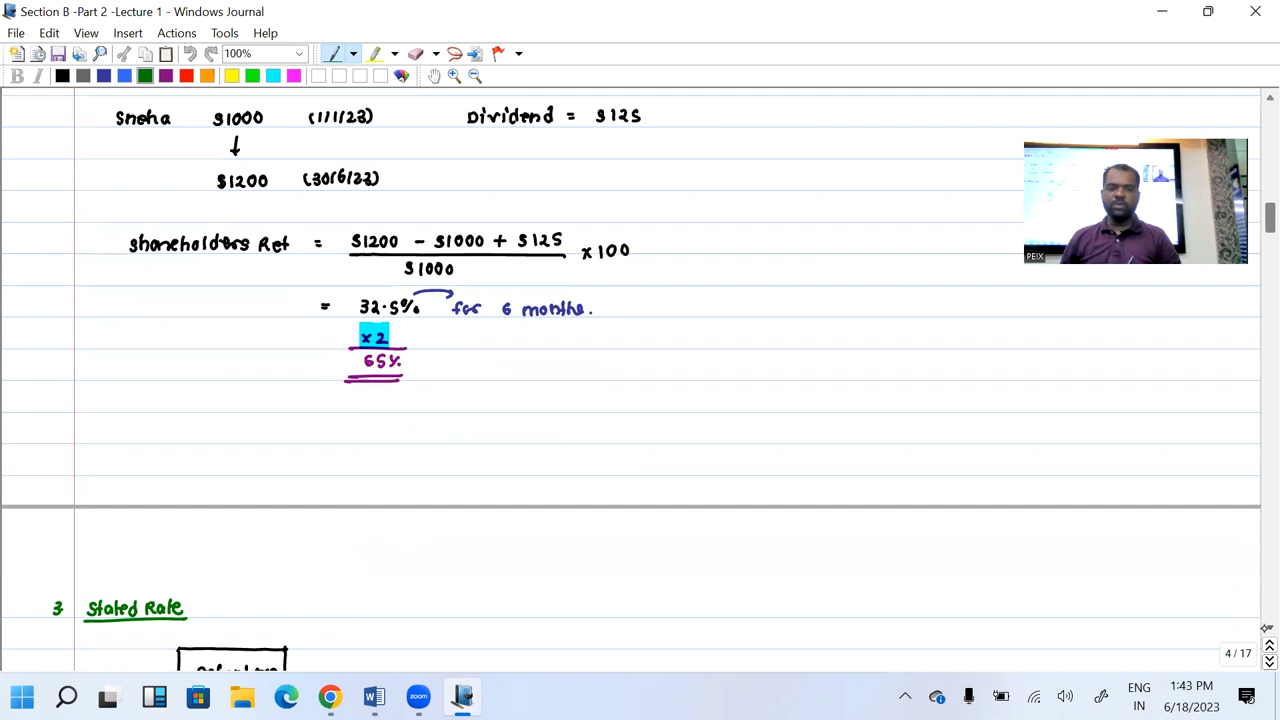 Section B -Part 2 -Lecture 1 - Windows Journal
File Edit View Insert Actions Tools Help
100%
B I
Sneha $1000 (1/1/23) Dividend = $125
$1200 (30/6/23)
Shareholders Ret = $1200 - $1000 + $125 x 100
$1000
= 32.5% for 6 months.
x 2
65%
PEIX
3 Stated Rate
4 / 17
zoom
ENG
IN
1:43 PM
6/18/2023